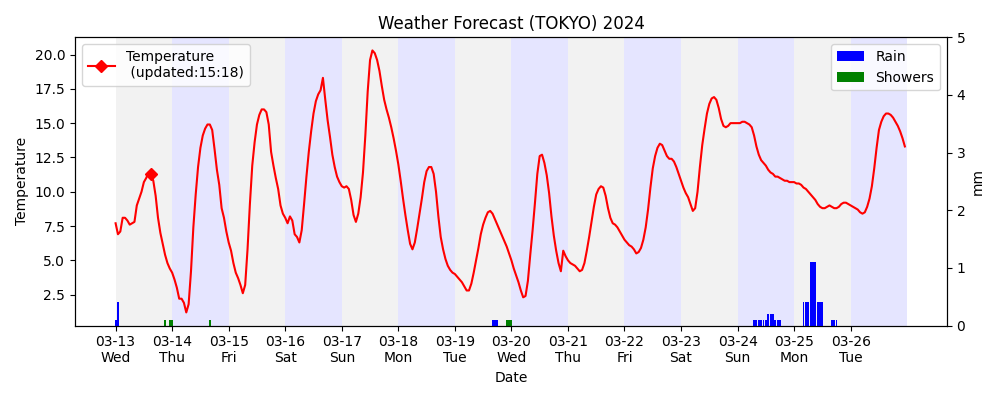 Weather Forecast (TOKYO) 2024
Temperature
(updated:15:18)
Rain
Showers
20.0
17.5
15.0
12.5
10.0
7.5
5.0
2.5
Temperature
5
4
3
2
1
0
mm
03-13 03-14 03-15 03-16 03-17 03-18 03-19 03-20 03-21 03-22 03-23 03-24 03-25 03-26
Wed Thu Fri Sat Sun Mon Tue Wed Thu Fri Sat Sun Mon Tue
Date